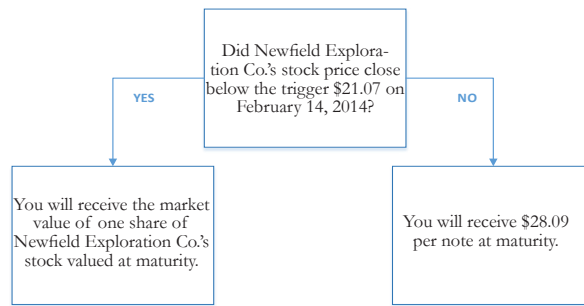 Did Newfield Explora-
tion Co.'s stock price close
below the trigger $21.07 on
February 14, 2014?
YES
NO
You will receive the market
value of one share of
Newfield Exploration Co.'s
stock valued at maturity.
You will receive $28.09
per note at maturity.